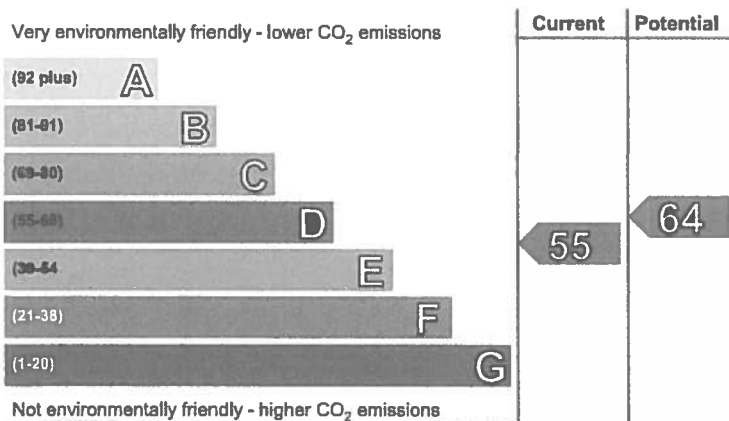 Very environmentally friendly - lower CO₂ emissions
Current
Potential
(92 plus) A
(81-91) B
(69-80) C
(55-68) D
(39-54 E
(21-38) F
(1-20) G
55
64
Not environmentally friendly - higher CO₂ emissions